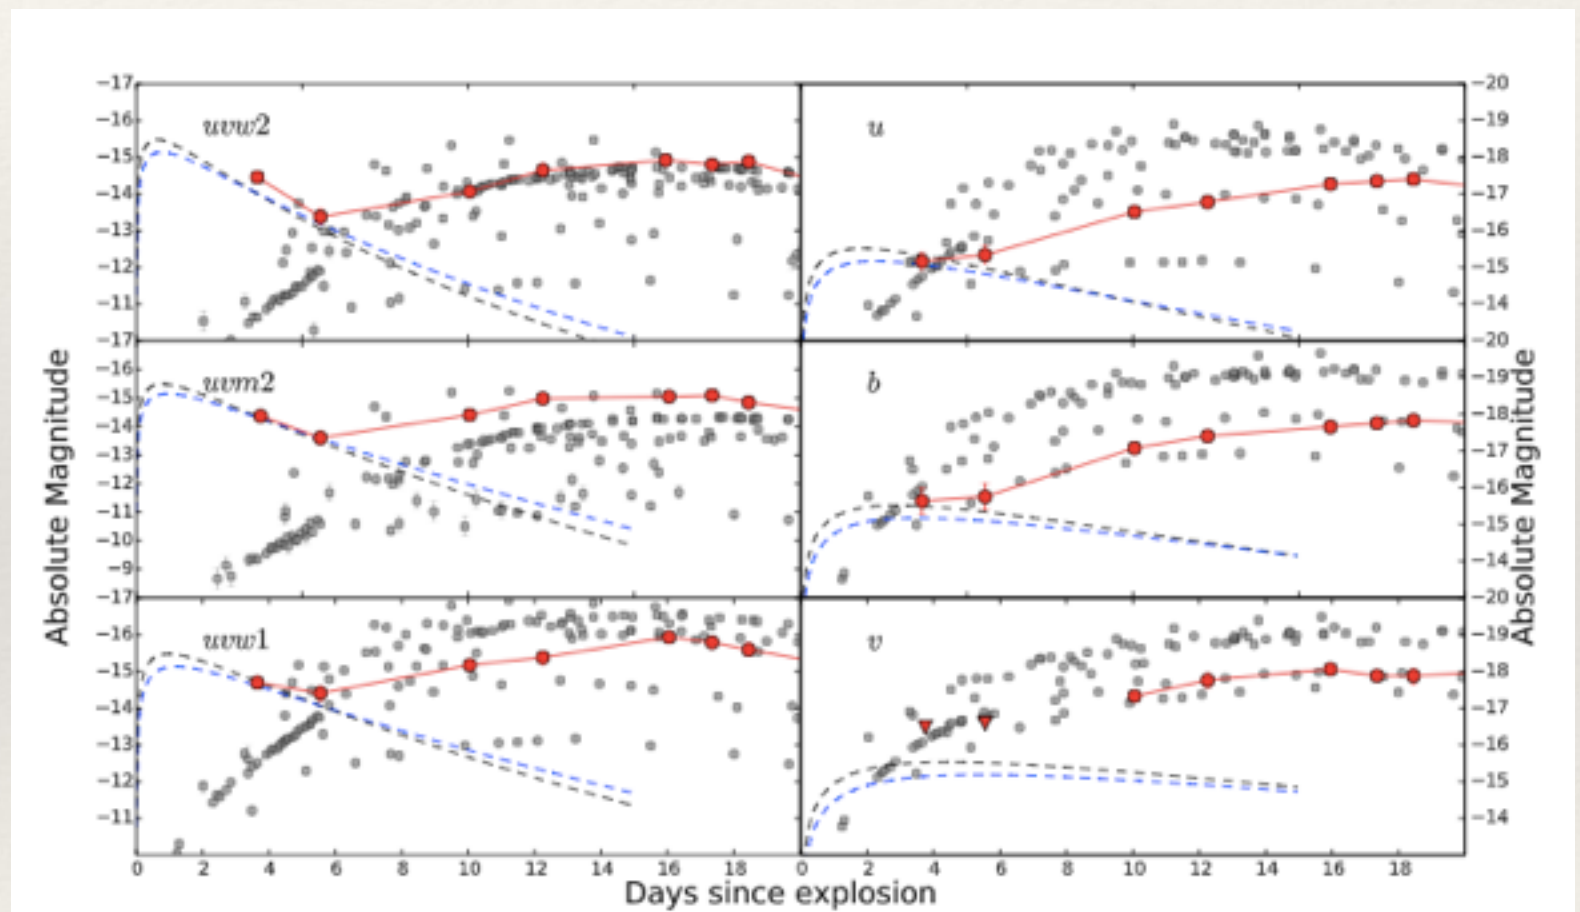 −17 −20
−16 uvw2 u −19
−15 −18
−14 −17
−13 −16
−12 −15
−11 −14
−17 −20
−16 uvm2 b −19
−15 −18
−14 −17
−13
−12 −16
−11 −15
−10 −14
−9
−17 −20
−16 uvw1 v −19
−15 −18
−14 −17
−13 −16
−12 −15
−11 −14
0 2 4 6 8 10 12 14 16 18 0 2 4 6 8 10 12 14 16 18
Absolute Magnitude
Absolute Magnitude
Days since explosion